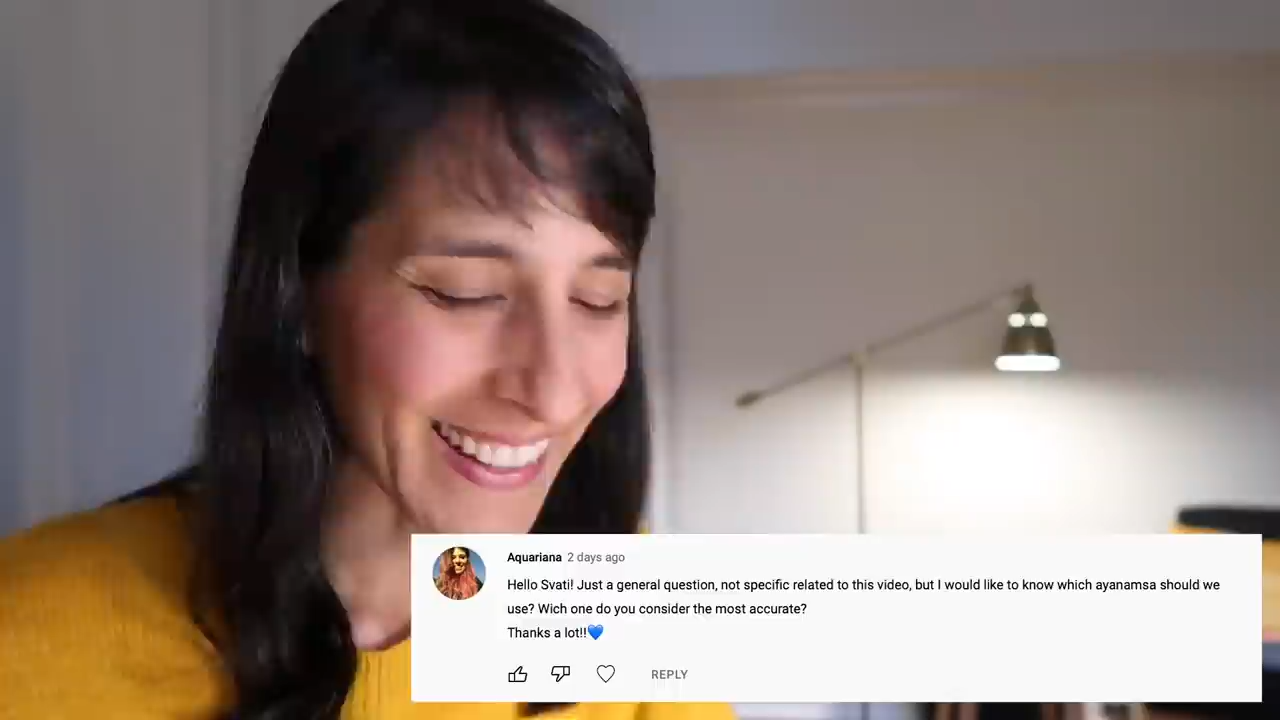 Aquariana 2 days ago
Hello Svati! Just a general question, not specific related to this video, but I would like to know which ayanamsa should we
use? Wich one do you consider the most accurate?
Thanks a lot!!💙
REPLY